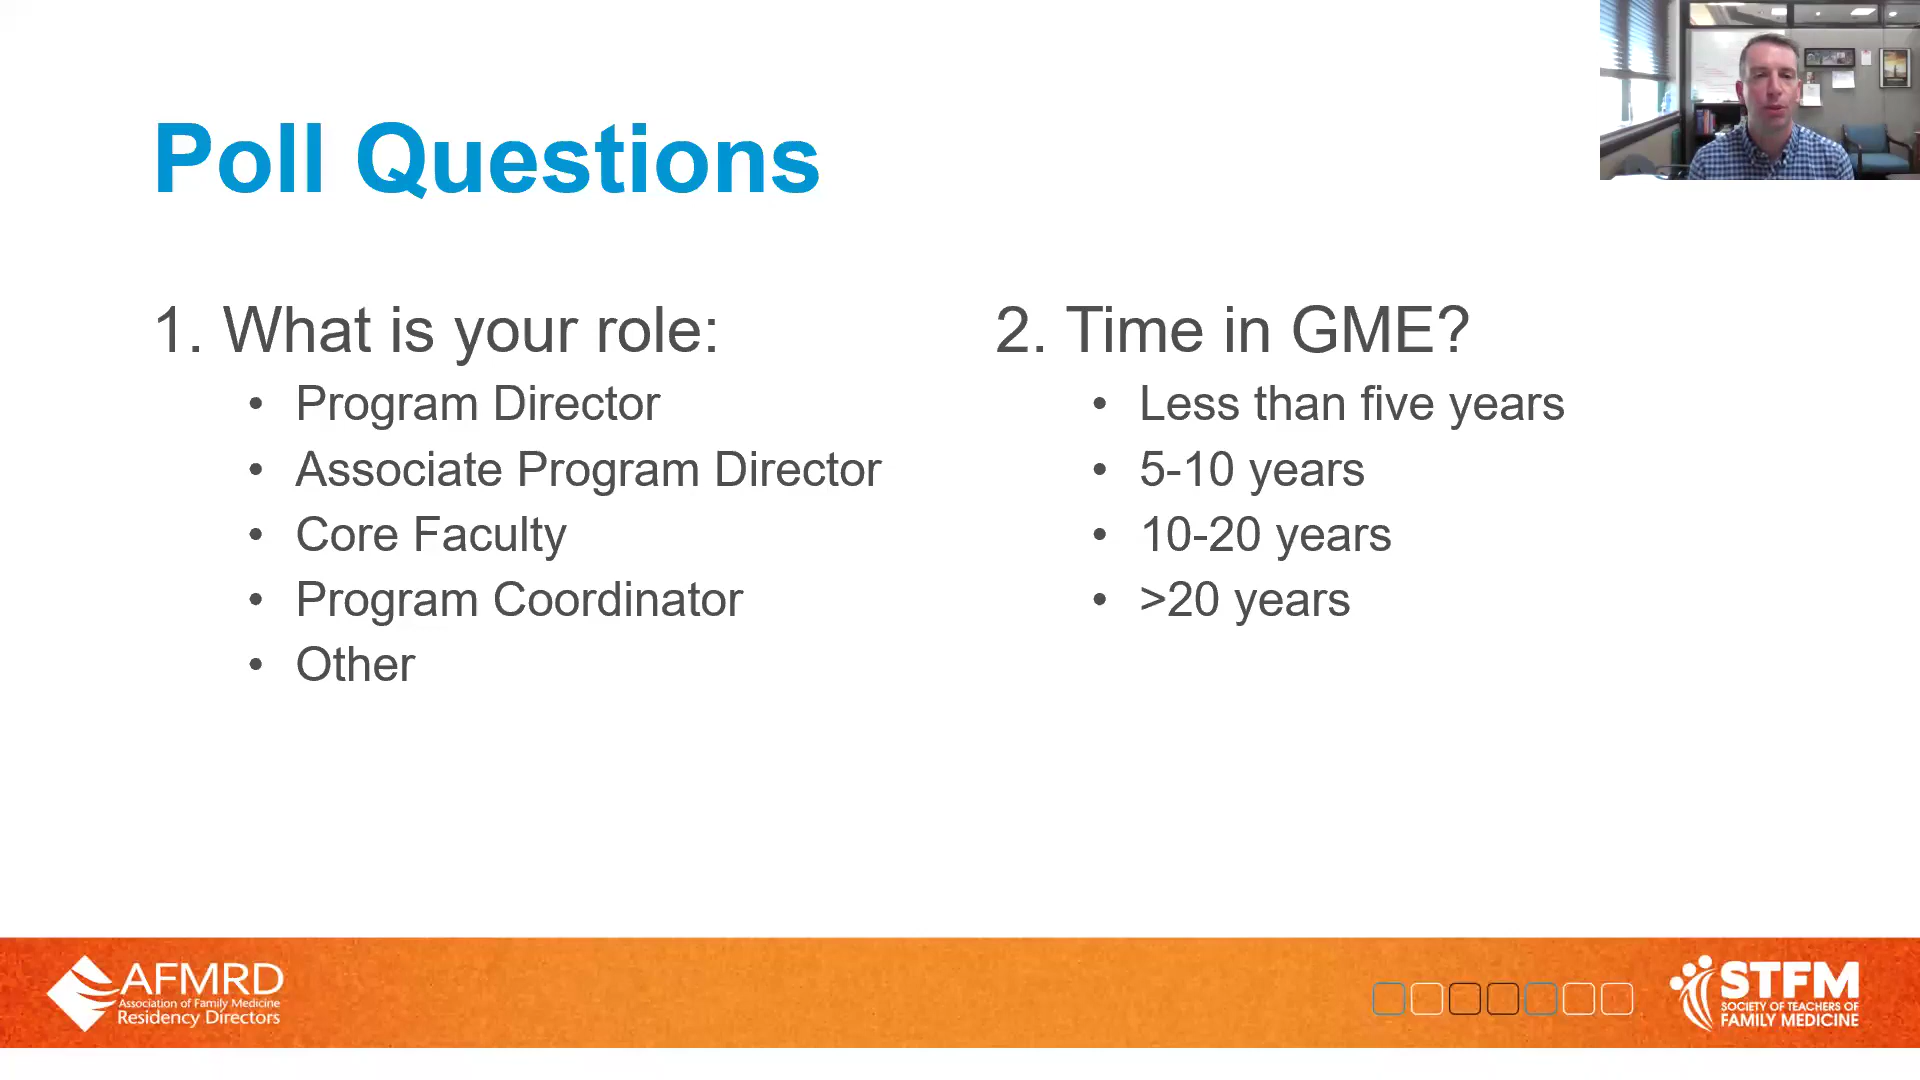 Poll Questions
1. What is your role:
• Program Director
• Associate Program Director
• Core Faculty
• Program Coordinator
• Other
2. Time in GME?
• Less than five years
• 5-10 years
• 10-20 years
• >20 years
AFMRD
Association of Family Medicine
Residency Directors
STFM
SOCIETY OF TEACHERS OF
FAMILY MEDICINE